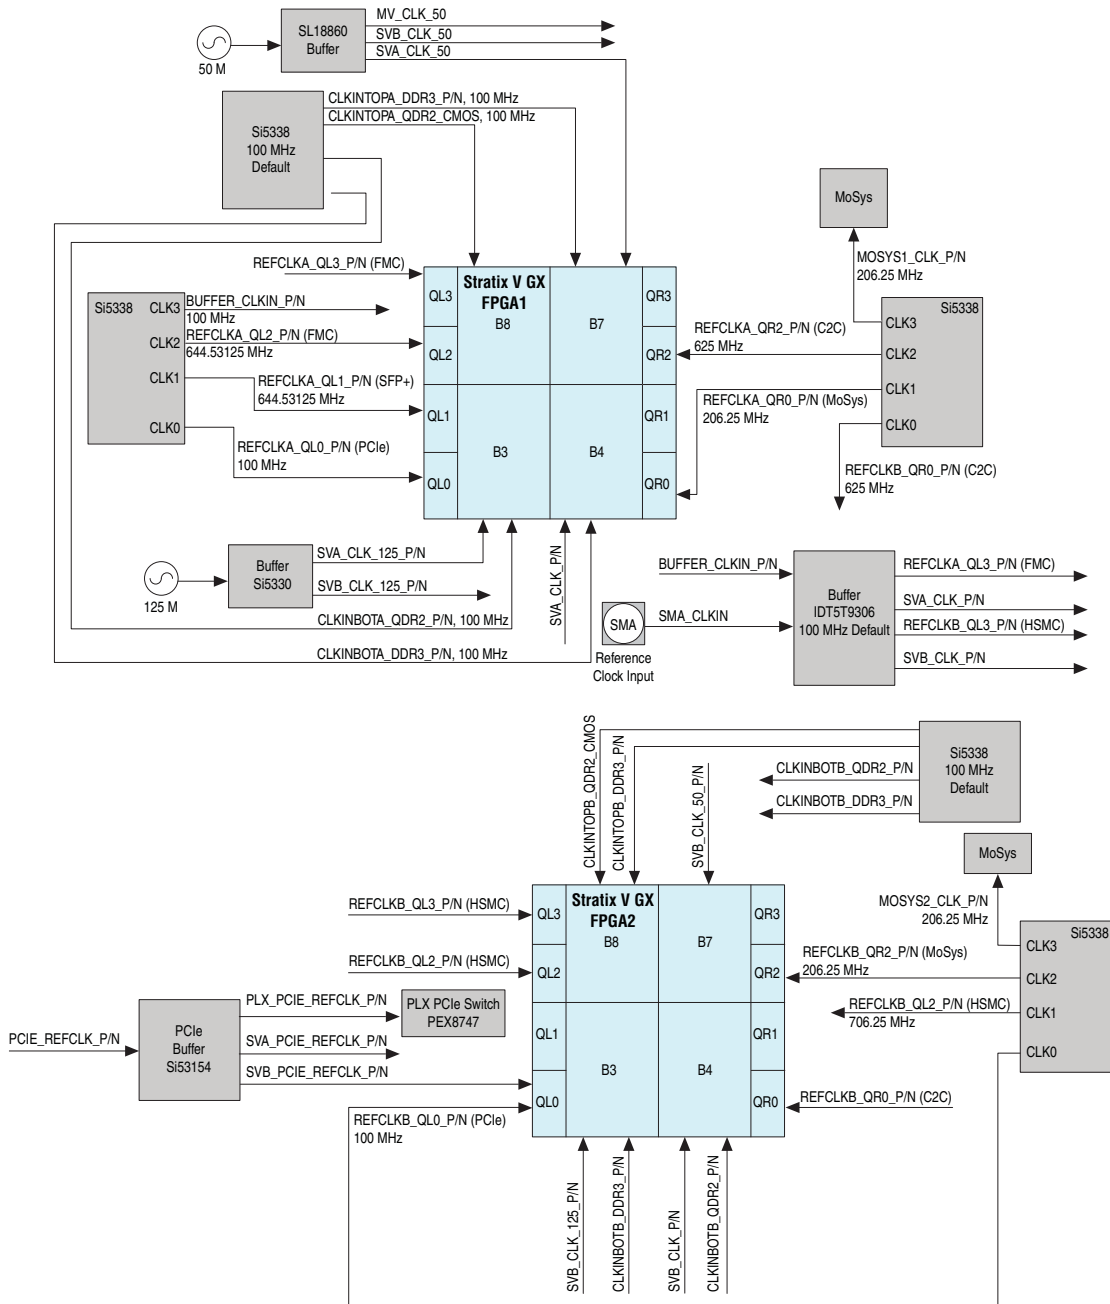 MV_CLK_50
SL18860
Buffer
SVB_CLK_50
SVA_CLK_50
50 M
CLKINTOPA_DDR3_P/N, 100 MHz
CLKINTOPA_QDR2_CMOS, 100 MHz
Si5338
100 MHz
Default
MoSys
MOSYS1_CLK_P/N
206.25 MHz
REFCLKA_QL3_P/N (FMC)
Stratix V GX
FPGA1
QL3
B8
B7
QR3
QL2
QR2
QL1
B3
B4
QR1
QL0
QR0
Si5338
CLK3
BUFFER_CLKIN_P/N
100 MHz
CLK2
REFCLKA_QL2_P/N (FMC)
644.53125 MHz
CLK1
REFCLKA_QL1_P/N (SFP+)
644.53125 MHz
CLK0
REFCLKA_QL0_P/N (PCIe)
100 MHz
Si5338
CLK3
REFCLKA_QR2_P/N (C2C)
625 MHz
CLK2
REFCLKA_QR0_P/N (MoSys)
206.25 MHz
CLK1
CLK0
REFCLKB_QR0_P/N (C2C)
625 MHz
125 M
Buffer
Si5330
SVA_CLK_125_P/N
SVB_CLK_125_P/N
CLKINBOTA_QDR2_P/N, 100 MHz
CLKINBOTA_DDR3_P/N, 100 MHz
SVA_CLK_P/N
BUFFER_CLKIN_P/N
SMA
SMA_CLKIN
Reference
Clock Input
Buffer
IDT5T9306
100 MHz Default
REFCLKA_QL3_P/N (FMC)
SVA_CLK_P/N
REFCLKB_QL3_P/N (HSMC)
SVB_CLK_P/N
CLKINTOPB_QDR2_CMOS
CLKINTOPB_DDR3_P/N
SVB_CLK_50_P/N
CLKINBOTB_QDR2_P/N
CLKINBOTB_DDR3_P/N
Si5338
100 MHz
Default
MoSys
MOSYS2_CLK_P/N
206.25 MHz
REFCLKB_QL3_P/N (HSMC)
REFCLKB_QL2_P/N (HSMC)
Stratix V GX
FPGA2
QL3
B8
B7
QR3
QL2
QR2
QL1
B3
B4
QR1
QL0
QR0
Si5338
CLK3
REFCLKB_QR2_P/N (MoSys)
206.25 MHz
CLK2
REFCLKB_QL2_P/N (HSMC)
706.25 MHz
CLK1
CLK0
REFCLKB_QR0_P/N (C2C)
PCIE_REFCLK_P/N
PCIe
Buffer
Si53154
PLX_PCIE_REFCLK_P/N
PLX PCIe Switch
PEX8747
SVA_PCIE_REFCLK_P/N
SVB_PCIE_REFCLK_P/N
REFCLKB_QL0_P/N (PCIe)
100 MHz
SVB_CLK_125_P/N
CLKINBOTB_DDR3_P/N
SVB_CLK_P/N
CLKINBOTB_QDR2_P/N